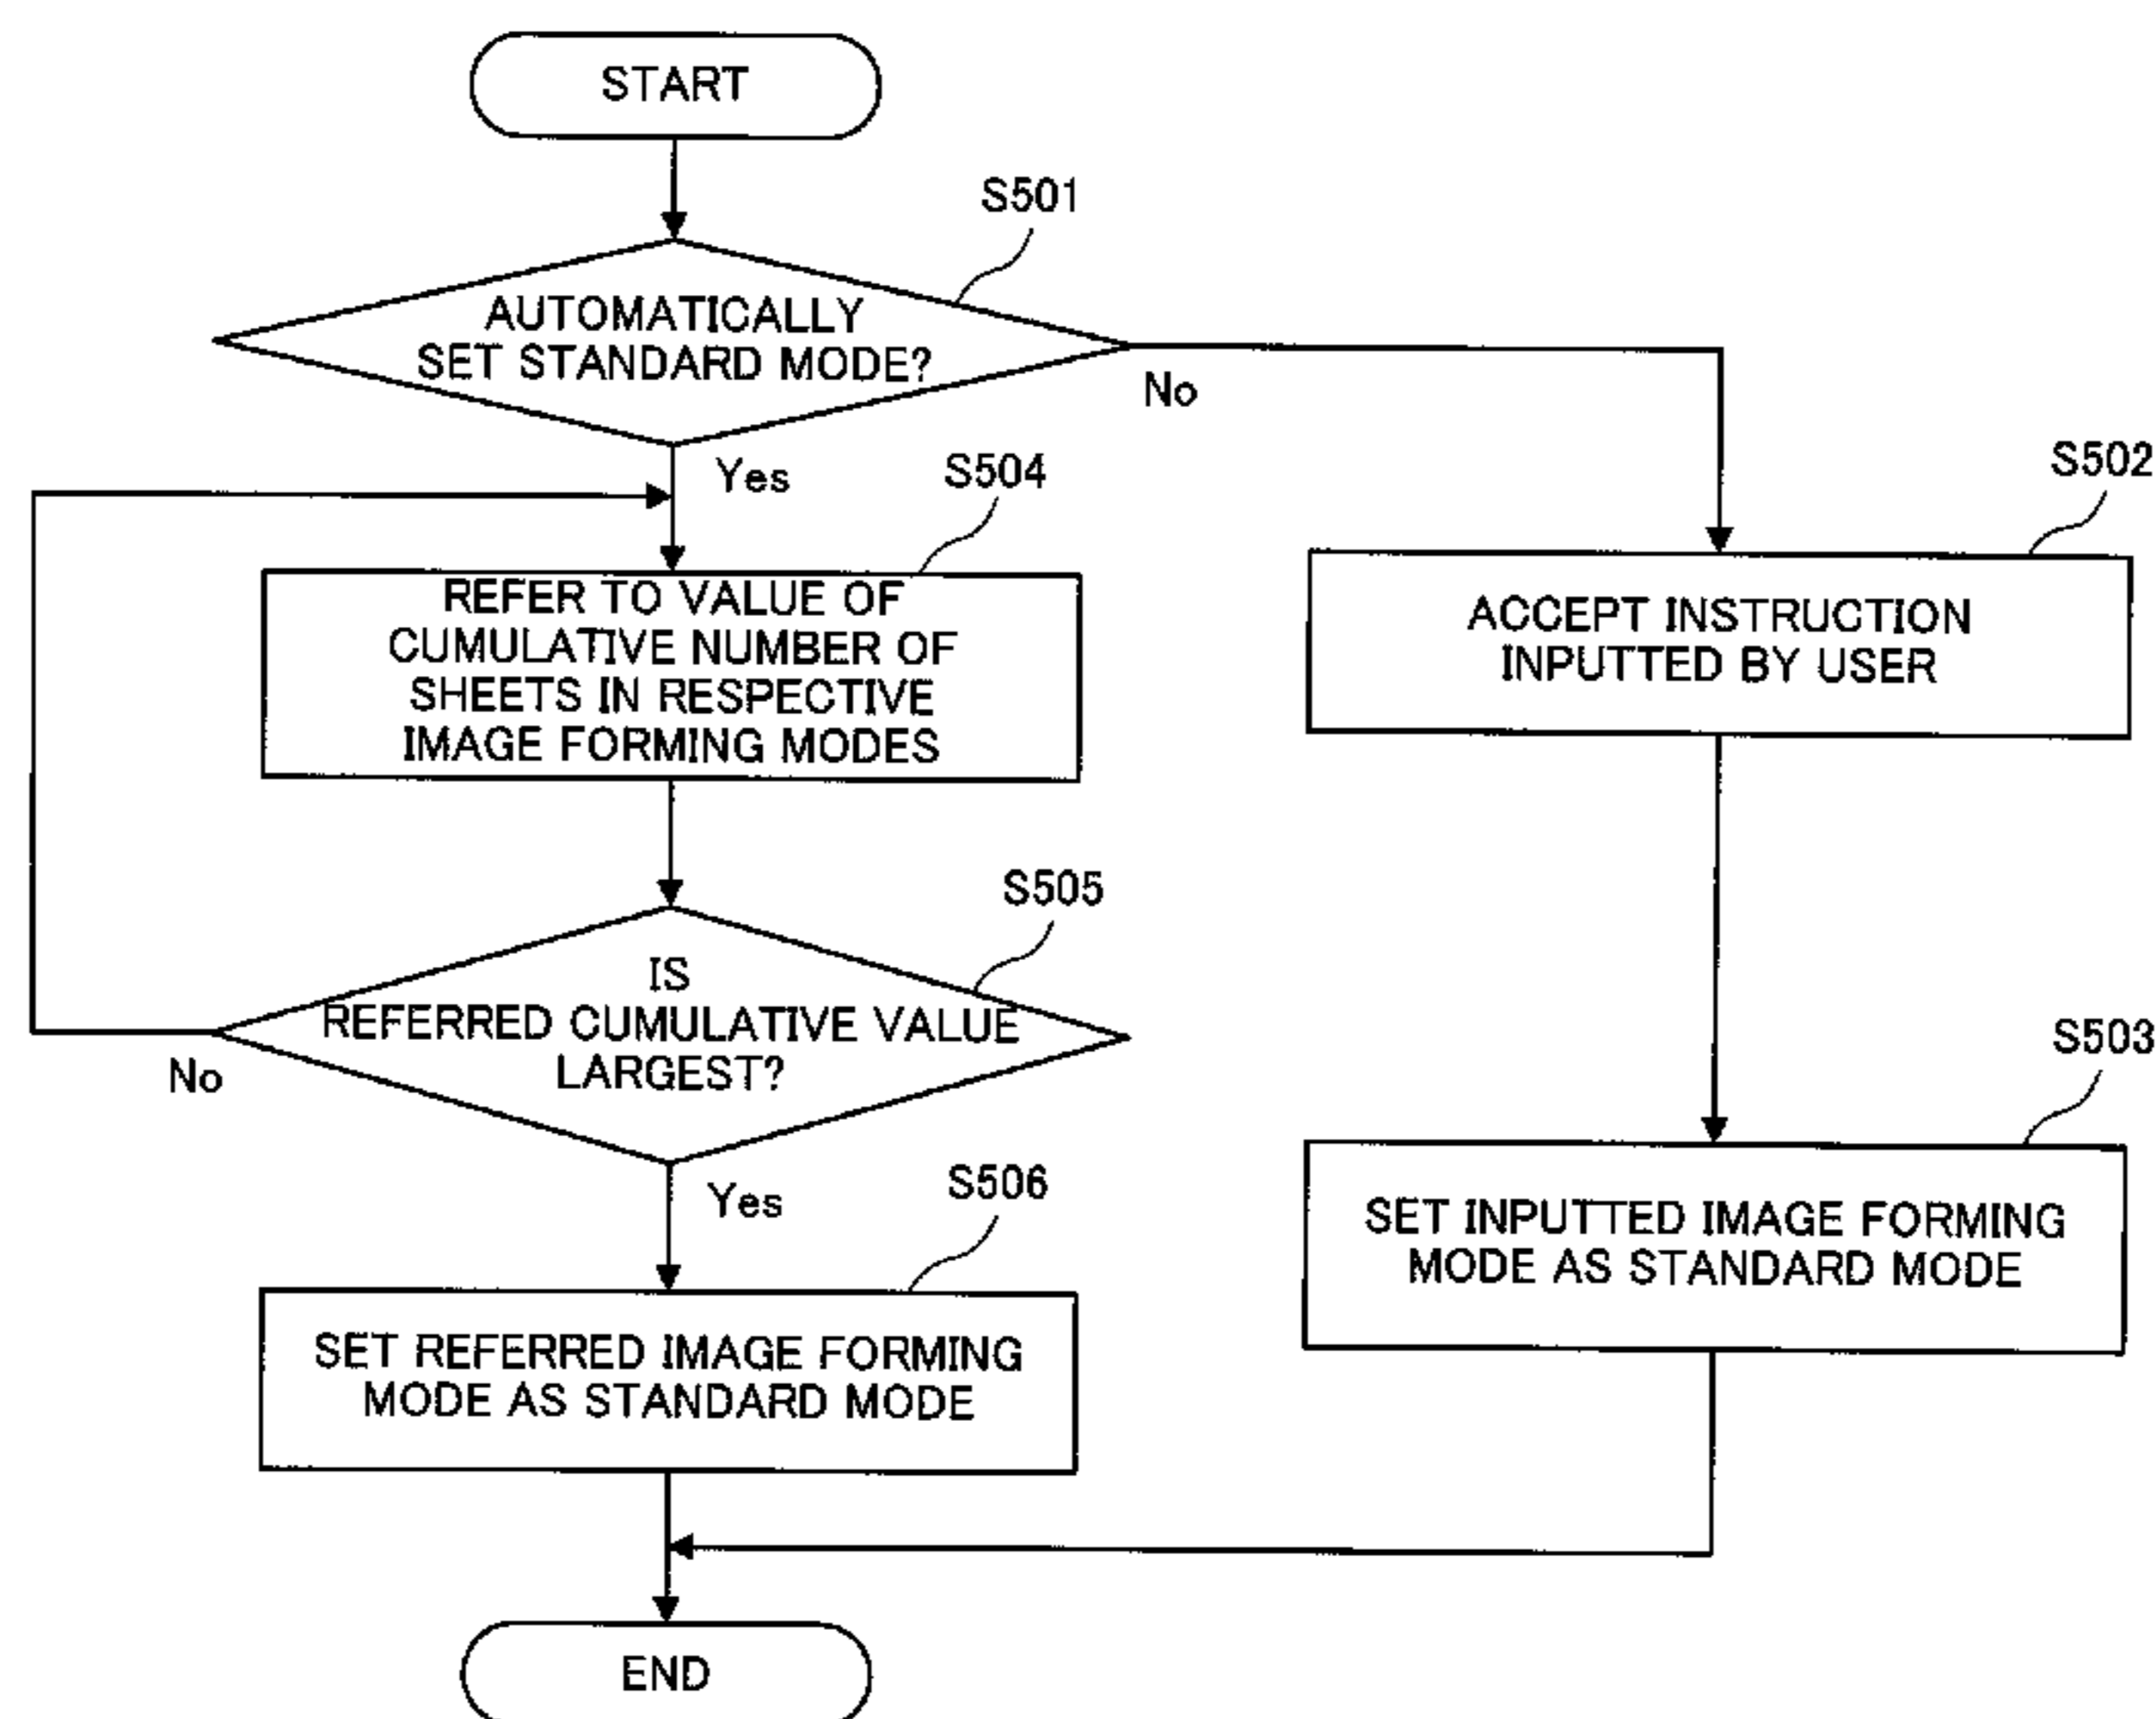 START
S501
AUTOMATICALLY
SET STANDARD MODE?
No
Yes
S504
S502
REFER TO VALUE OF
CUMULATIVE NUMBER OF
SHEETS IN RESPECTIVE
IMAGE FORMING MODES
ACCEPT INSTRUCTION
INPUTTED BY USER
S505
IS
REFERRED CUMULATIVE VALUE
LARGEST?
No
Yes
S503
S506
SET INPUTTED IMAGE FORMING
MODE AS STANDARD MODE
SET REFERRED IMAGE FORMING
MODE AS STANDARD MODE
END